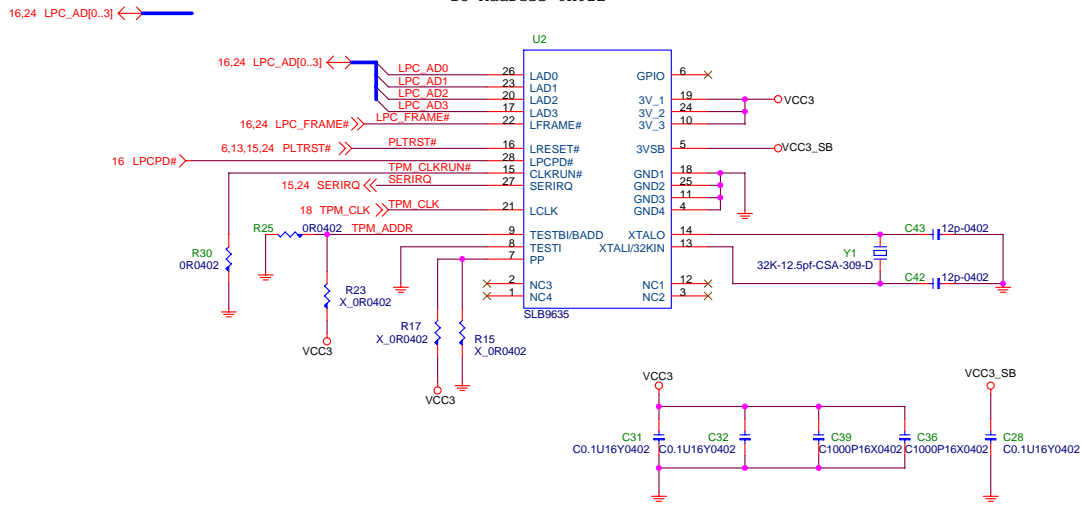 16,24 LPC_AD[0..3]
U2
16,24 LPC_AD[0..3]
LPC_AD0 26 LAD0 GPIO 6
LPC_AD1 23 LAD1
LPC_AD2 20 LAD2 3V_1 19 VCC3
LPC_AD3 17 LAD3 3V_2 24
16,24 LPC_FRAME# LPC_FRAME# 22 LFRAME# 3V_3 10
6,13,15,24 PLTRST# PLTRST# 16 LRESET# 3VSB 5 VCC3_SB
16 LPCPD# 28 LPCPD#
TPM_CLKRUN# 15 CLKRUN# GND1 18
15,24 SERIRQ SERIRQ 27 SERIRQ GND2 25
GND3 11
18 TPM_CLK TPM_CLK 21 LCLK GND4 4
R25 0R0402 TPM_ADDR 9 TESTBI/BADD XTALO 14 C43 12p-0402
8 TESTI XTALI/32KIN 13 Y1
R30 7 PP 32K-12.5pf-CSA-309-D
0R0402
2 NC3 NC1 12 C42 12p-0402
R23 1 NC4 NC2 3
X_0R0402
SLB9635
R17 R15
X_0R0402 X_0R0402
VCC3
VCC3
VCC3 VCC3_SB
C31 C32 C39 C36 C28
C0.1U16Y0402 C0.1U16Y0402 C1000P16X0402 C1000P16X0402 C0.1U16Y0402